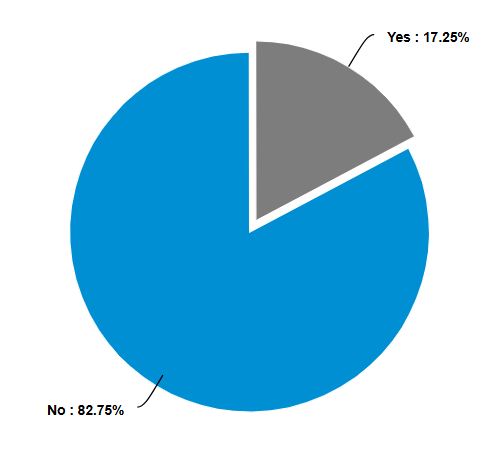 Yes : 17.25%
No : 82.75%